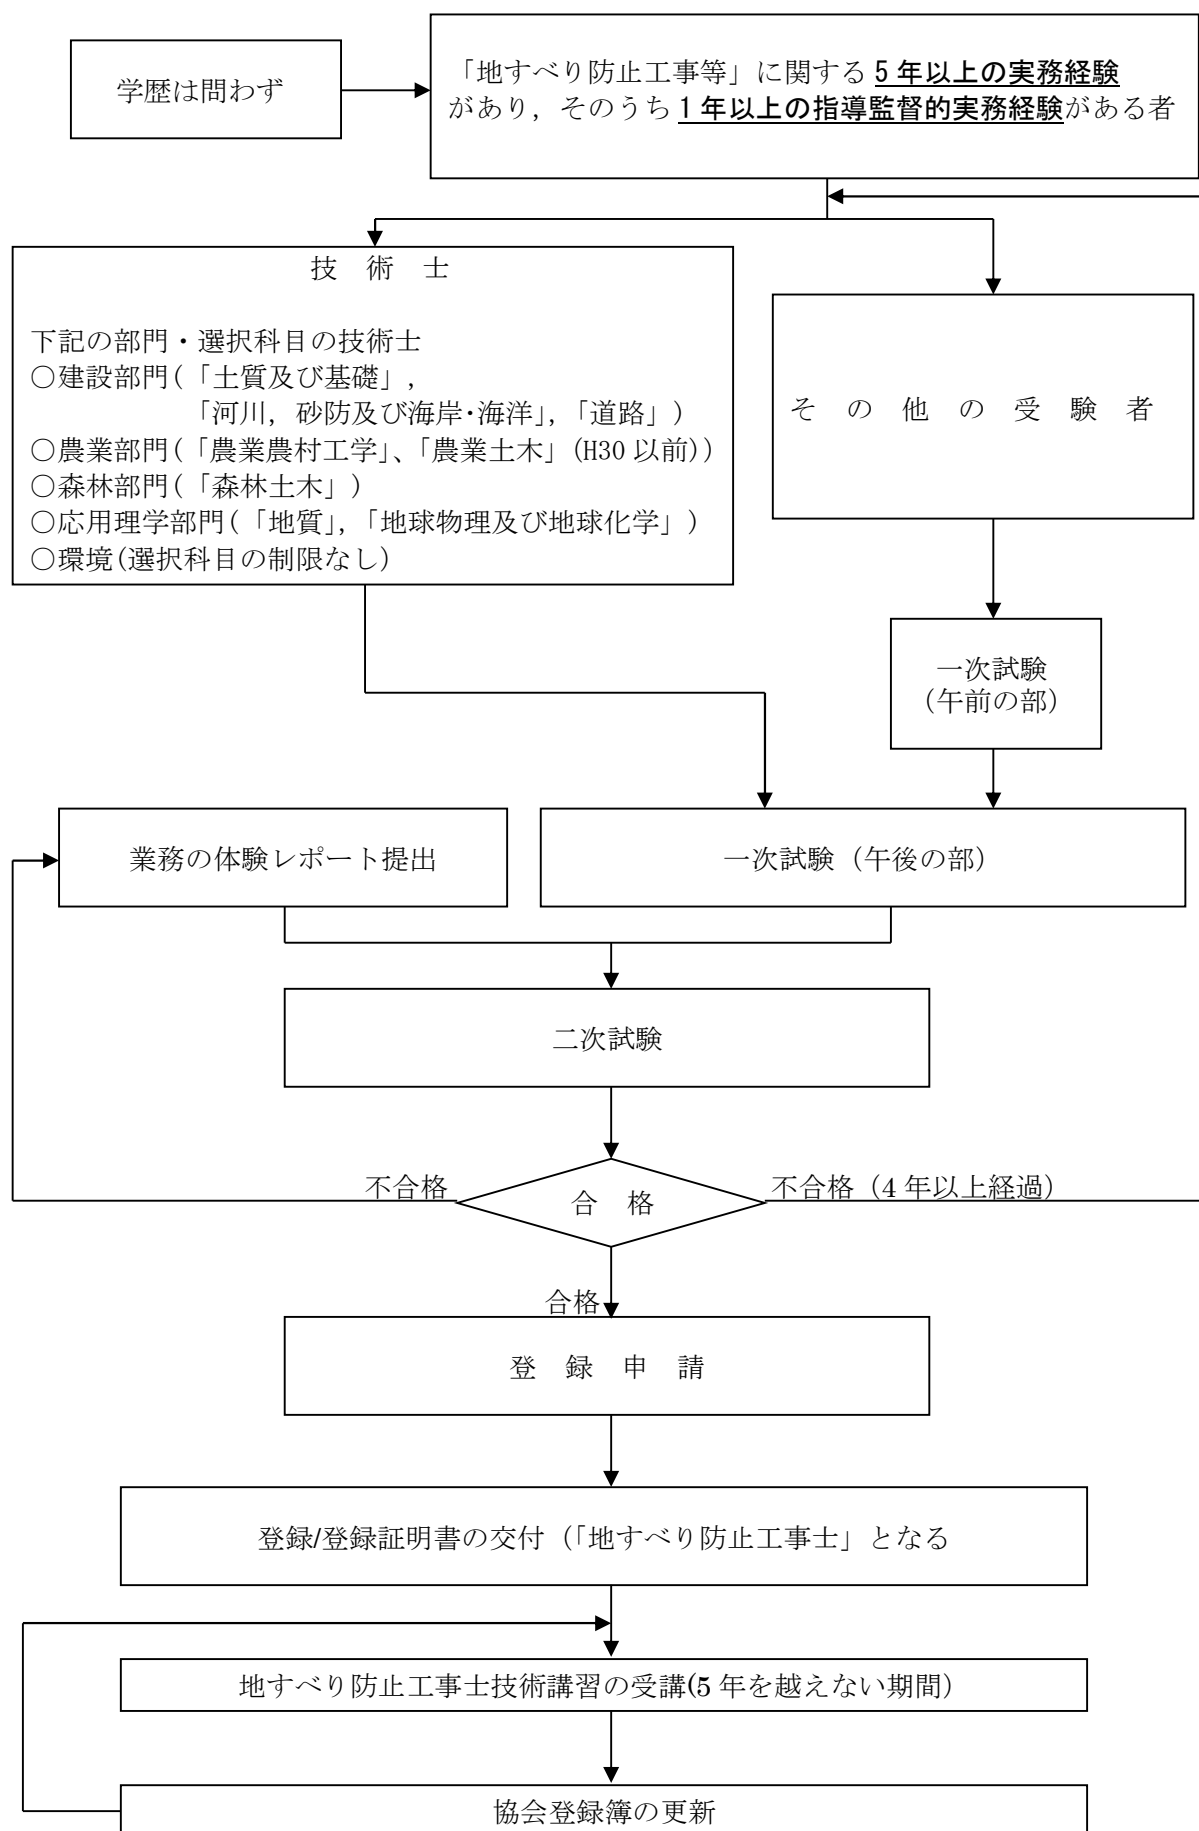 学歴は問わず
「地すべり防止工事等」に関する 5 年以上の実務経験
があり，そのうち 1 年以上の指導監督的実務経験がある者
技　術　士
下記の部門・選択科目の技術士
○建設部門(「土質及び基礎」，
「河川，砂防及び海岸・海洋」，「道路」)
○農業部門(「農業農村工学」、「農業土木」(H30 以前))
○森林部門(「森林土木」)
○応用理学部門(「地質」，「地球物理及び地球化学」)
○環境(選択科目の制限なし)
そ　の　他　の　受　験　者
一次試験
（午前の部）
業務の体験レポート提出
一次試験（午後の部）
二次試験
不合格
合　格
不合格（4 年以上経過）
合格
登　録　申　請
登録/登録証明書の交付（「地すべり防止工事士」となる
地すべり防止工事士技術講習の受講(5 年を越えない期間）
協会登録簿の更新